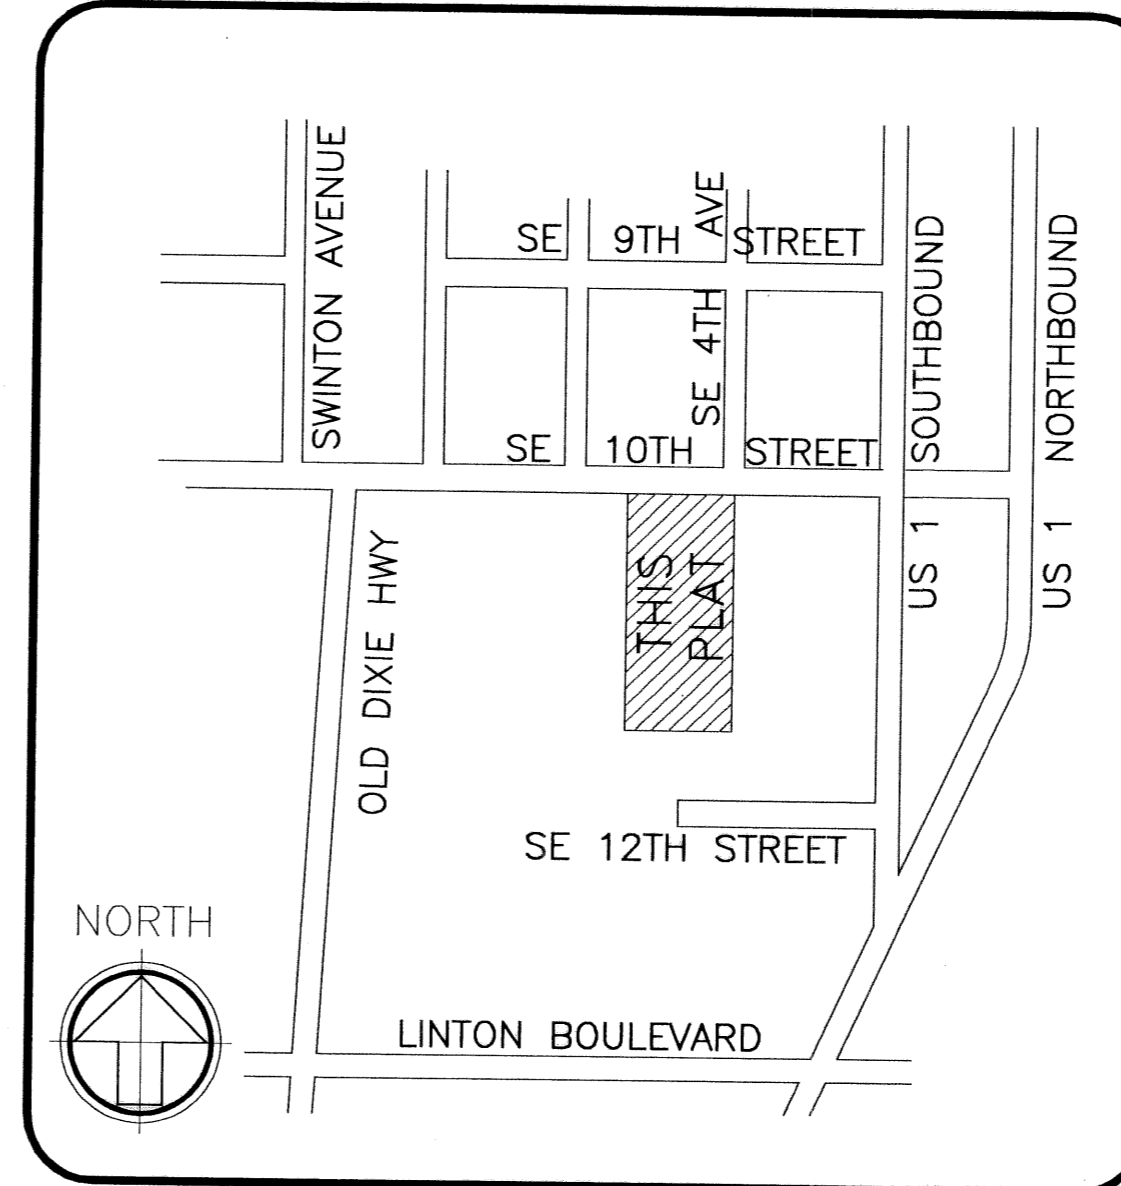 SWINTON AVENUE
SE 9TH STREET
SE 4TH AVE
SE 10TH STREET
US 1 SOUTHBOUND
US 1 NORTHBOUND
OLD DIXIE HWY
THIS
PLAT
SE 12TH STREET
NORTH
LINTON BOULEVARD